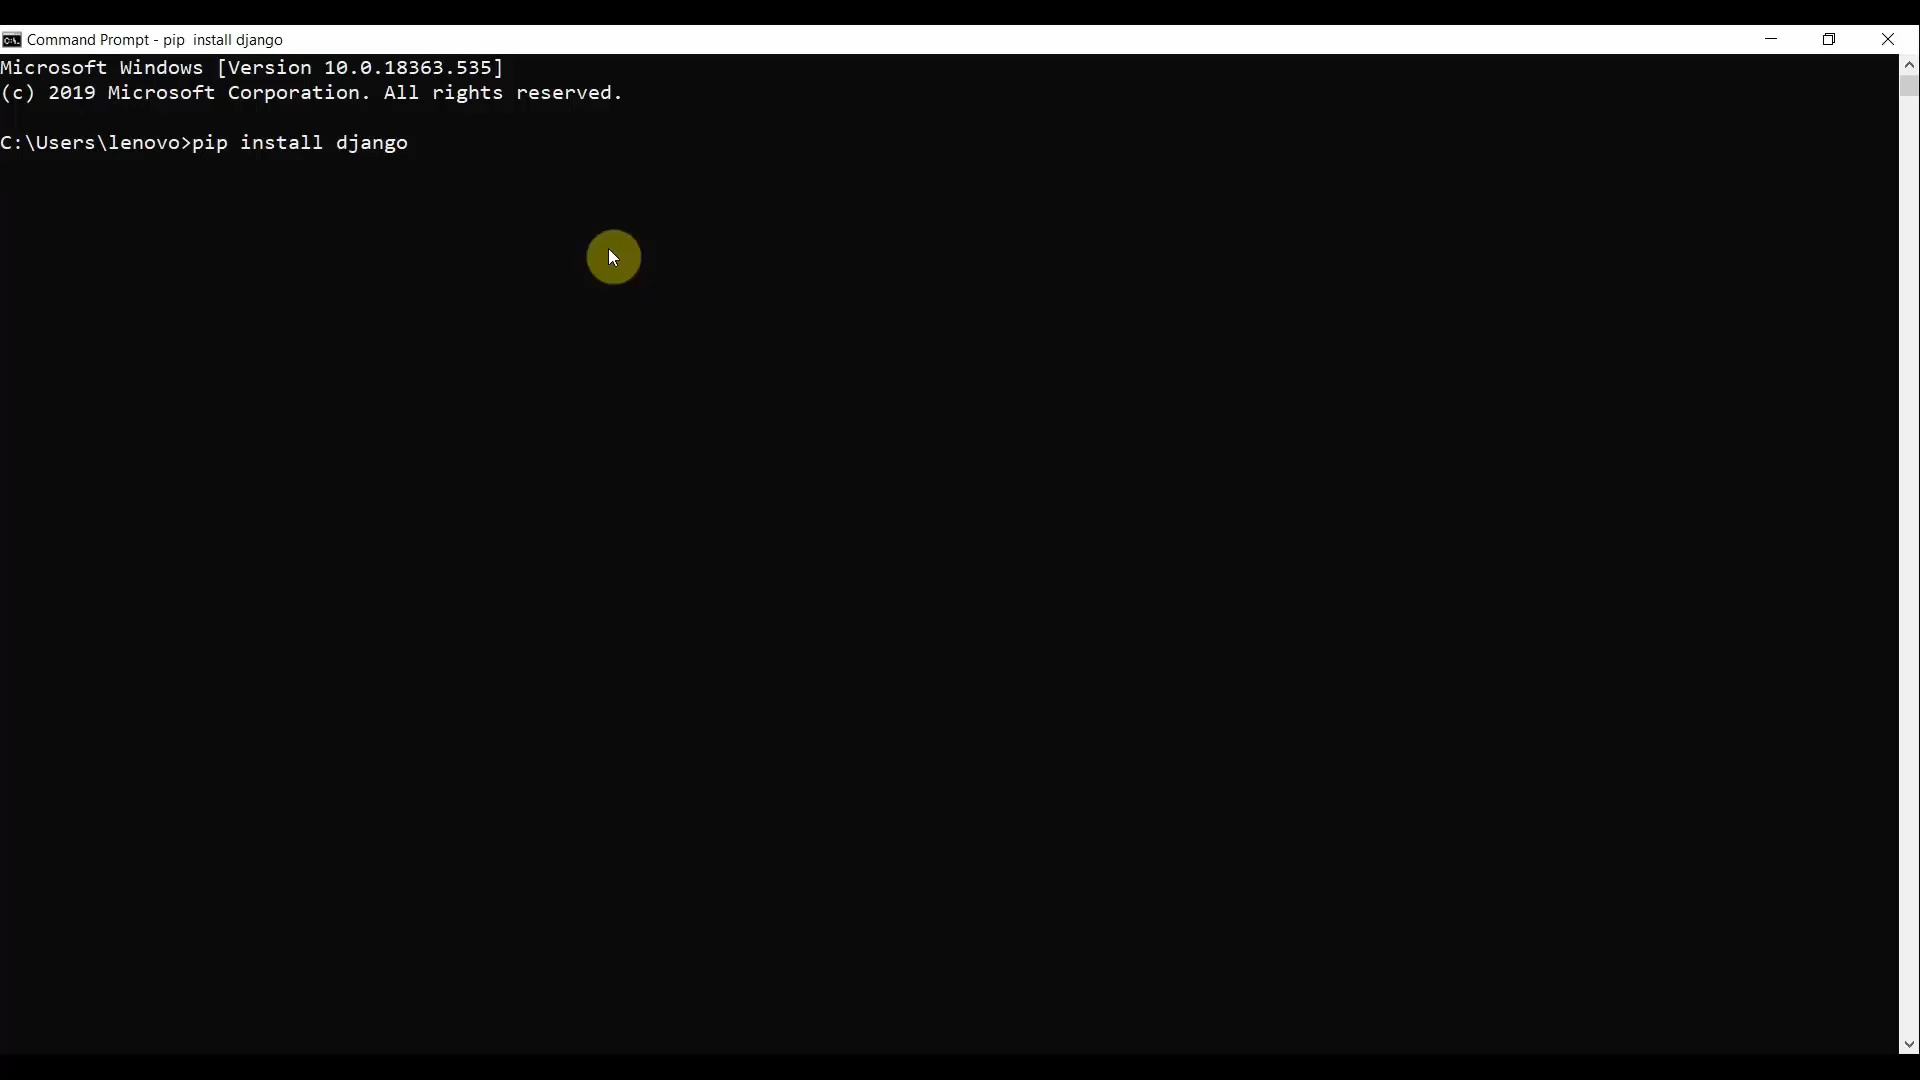 Command Prompt - pip  install django
Microsoft Windows [Version 10.0.18363.535]
(c) 2019 Microsoft Corporation. All rights reserved.
C:\Users\lenovo>pip install django